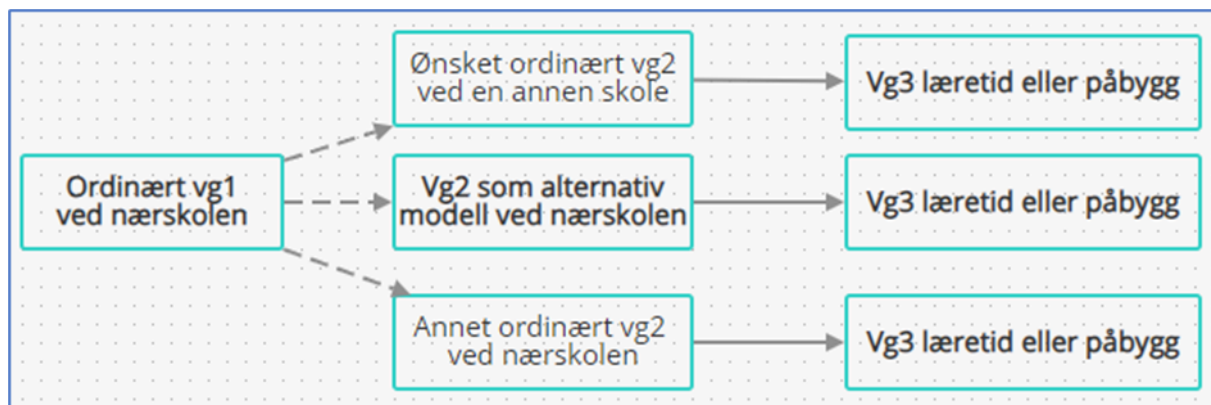 Ønsket ordinært vg2
ved en annen skole
Vg3 læretid eller påbygg
Ordinært vg1
ved nærskolen
Vg2 som alternativ
modell ved nærskolen
Vg3 læretid eller påbygg
Annet ordinært vg2
ved nærskolen
Vg3 læretid eller påbygg